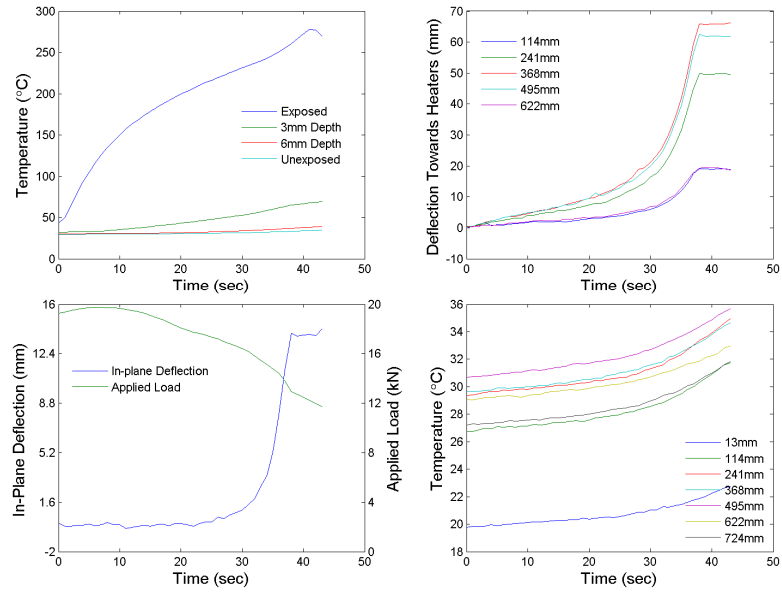 300
250
200
150
100
50
0
Temperature (°C)
Exposed
3mm Depth
6mm Depth
Unexposed
0 10 20 30 40 50
Time (sec)
70
60
50
40
30
20
10
0
-10
Deflection Towards Heaters (mm)
114mm
241mm
368mm
495mm
622mm
0 10 20 30 40 50
Time (sec)
16
12.4
8.8
5.2
1.6
-2
In-Plane Deflection (mm)
In-plane Deflection
Applied Load
20
16
12
8
4
0
Applied Load (kN)
0 10 20 30 40 50
Time (sec)
36
34
32
30
28
26
24
22
20
18
Temperature (°C)
13mm
114mm
241mm
368mm
495mm
622mm
724mm
0 10 20 30 40 50
Time (sec)